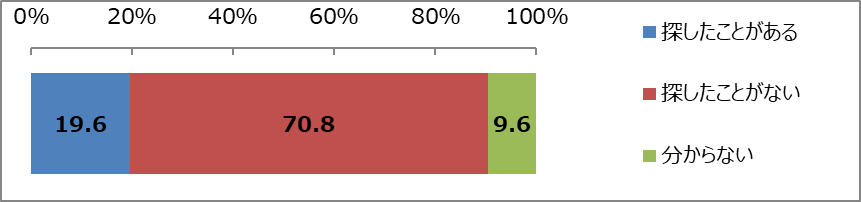 0% 20% 40% 60% 80% 100%
探したことがある
19.6 70.8 9.6
探したことがない
分からない